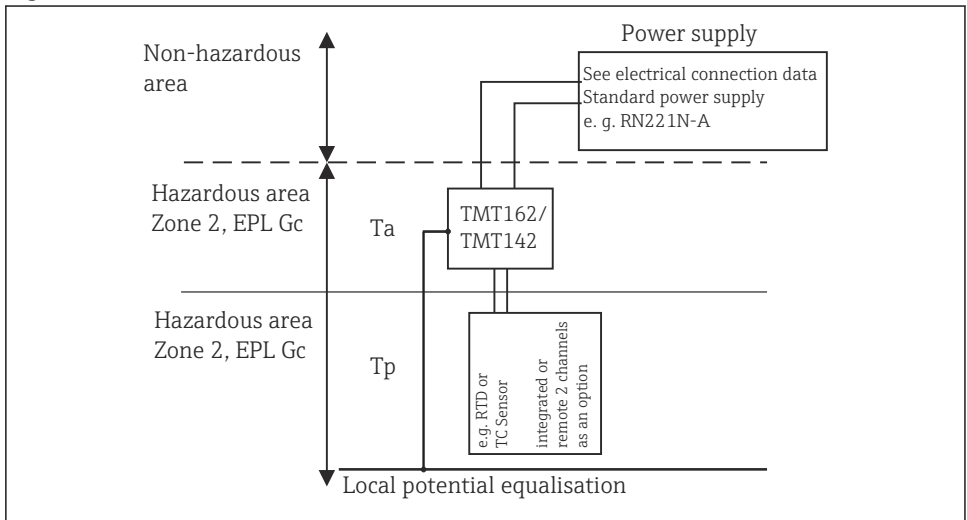 Power supply
Non-hazardous
area
See electrical connection data
Standard power supply
e. g. RN221N-A
Hazardous area
Zone 2, EPL Gc
Ta
TMT162/
TMT142
Hazardous area
Zone 2, EPL Gc
Tp
e.g. RTD or
TC Sensor
integrated or
remote 2 channels
as an option
Local potential equalisation